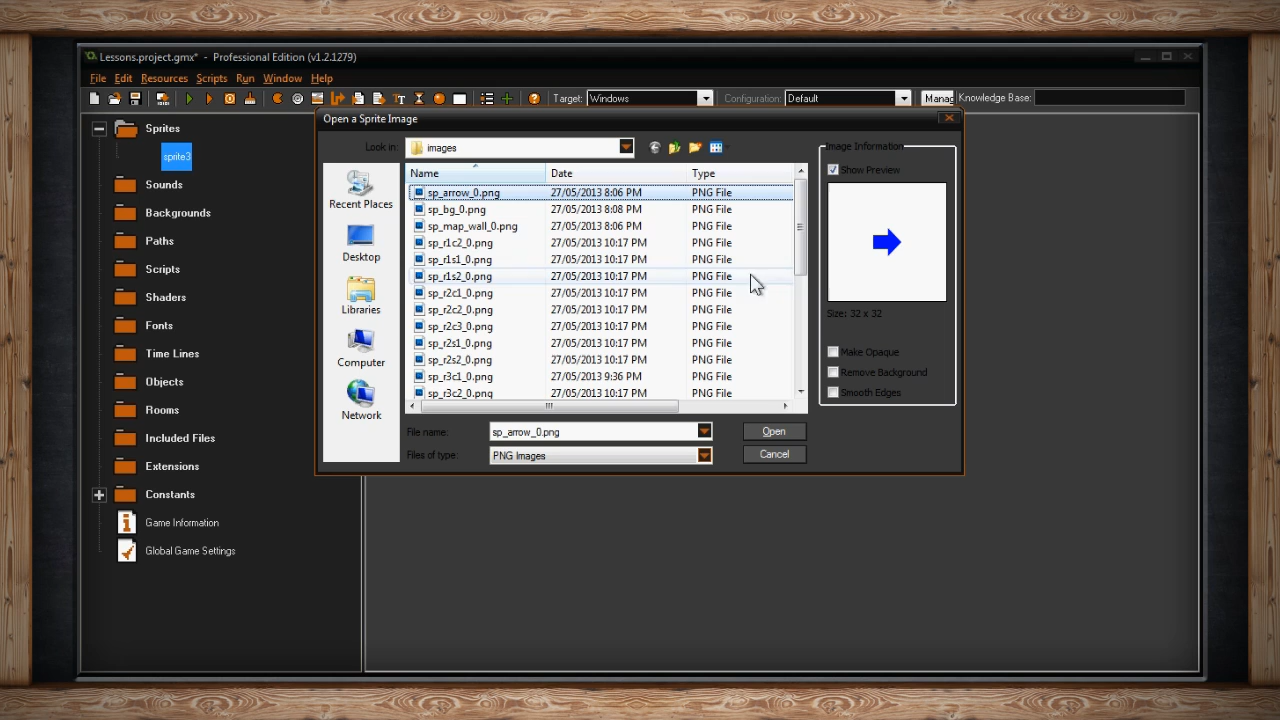 Lessons.project.gmx* - Professional Edition (v1.2.1279)
File Edit Resources Scripts Run Window Help
Target: Windows Configuration: Default Manag Knowledge Base:
Open a Sprite Image
Look in: images
Name Date Type
sp_arrow_0.png 27/05/2013 8:06 PM PNG File
sp_bg_0.png 27/05/2013 8:08 PM PNG File
sp_map_wall_0.png 27/05/2013 8:06 PM PNG File
sp_r1c2_0.png 27/05/2013 10:17 PM PNG File
sp_r1s1_0.png 27/05/2013 10:17 PM PNG File
sp_r1s2_0.png 27/05/2013 10:17 PM PNG File
sp_r2c1_0.png 27/05/2013 10:17 PM PNG File
sp_r2c2_0.png 27/05/2013 10:17 PM PNG File
sp_r2c3_0.png 27/05/2013 10:17 PM PNG File
sp_r2s1_0.png 27/05/2013 10:17 PM PNG File
sp_r2s2_0.png 27/05/2013 10:17 PM PNG File
sp_r3c1_0.png 27/05/2013 9:36 PM PNG File
sp_r3c2_0.png 27/05/2013 10:17 PM PNG File
File name: sp_arrow_0.png Open
Files of type: PNG Images Cancel
Recent Places
Desktop
Libraries
Computer
Network
Image Information
Show Preview
Size: 32 x 32
Make Opaque
Remove Background
Smooth Edges
Sprites
sprite3
Sounds
Backgrounds
Paths
Scripts
Shaders
Fonts
Time Lines
Objects
Rooms
Included Files
Extensions
Constants
Game Information
Global Game Settings